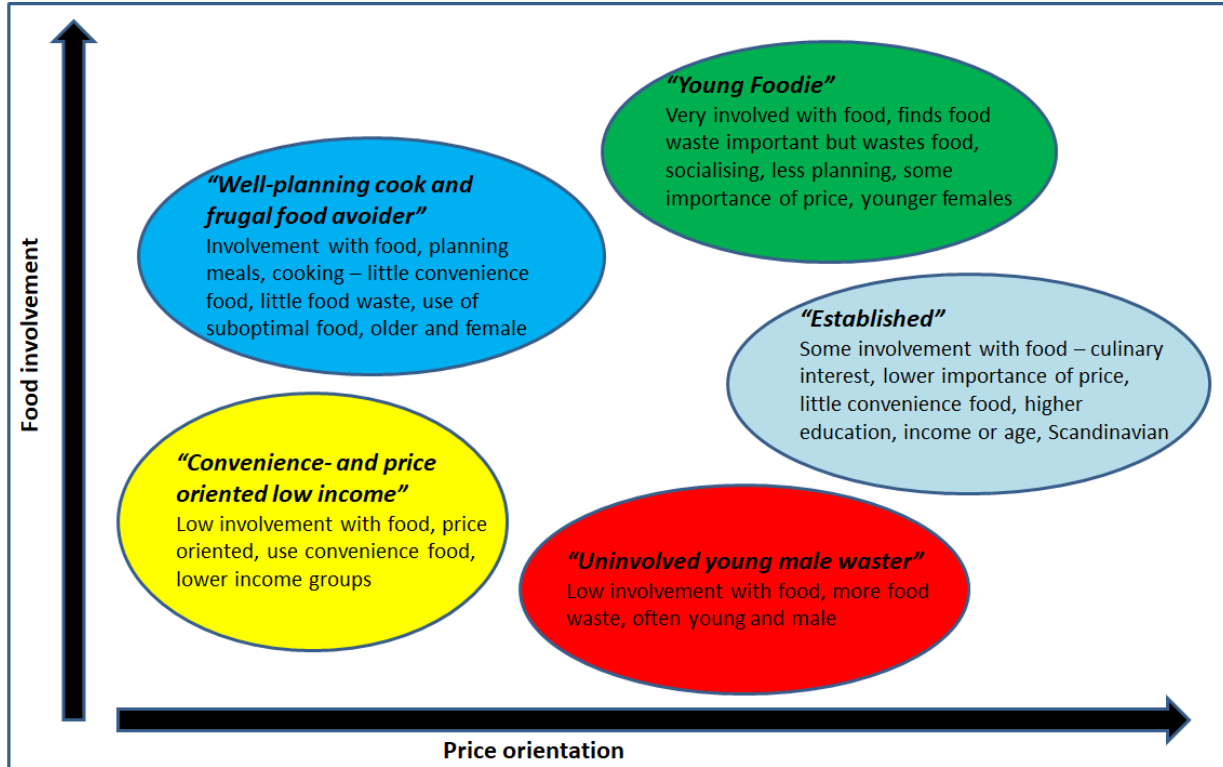 Food involvement
“Young Foodie”
Very involved with food, finds food
waste important but wastes food,
socialising, less planning, some
importance of price, younger females
“Well-planning cook and
frugal food avoider”
Involvement with food, planning
meals, cooking – little convenience
food, little food waste, use of
suboptimal food, older and female
“Established”
Some involvement with food – culinary
interest, lower importance of price,
little convenience food, higher
education, income or age, Scandinavian
“Convenience- and price
oriented low income”
Low involvement with food, price
oriented, use convenience food,
lower income groups
“Uninvolved young male waster”
Low involvement with food, more food
waste, often young and male
Price orientation